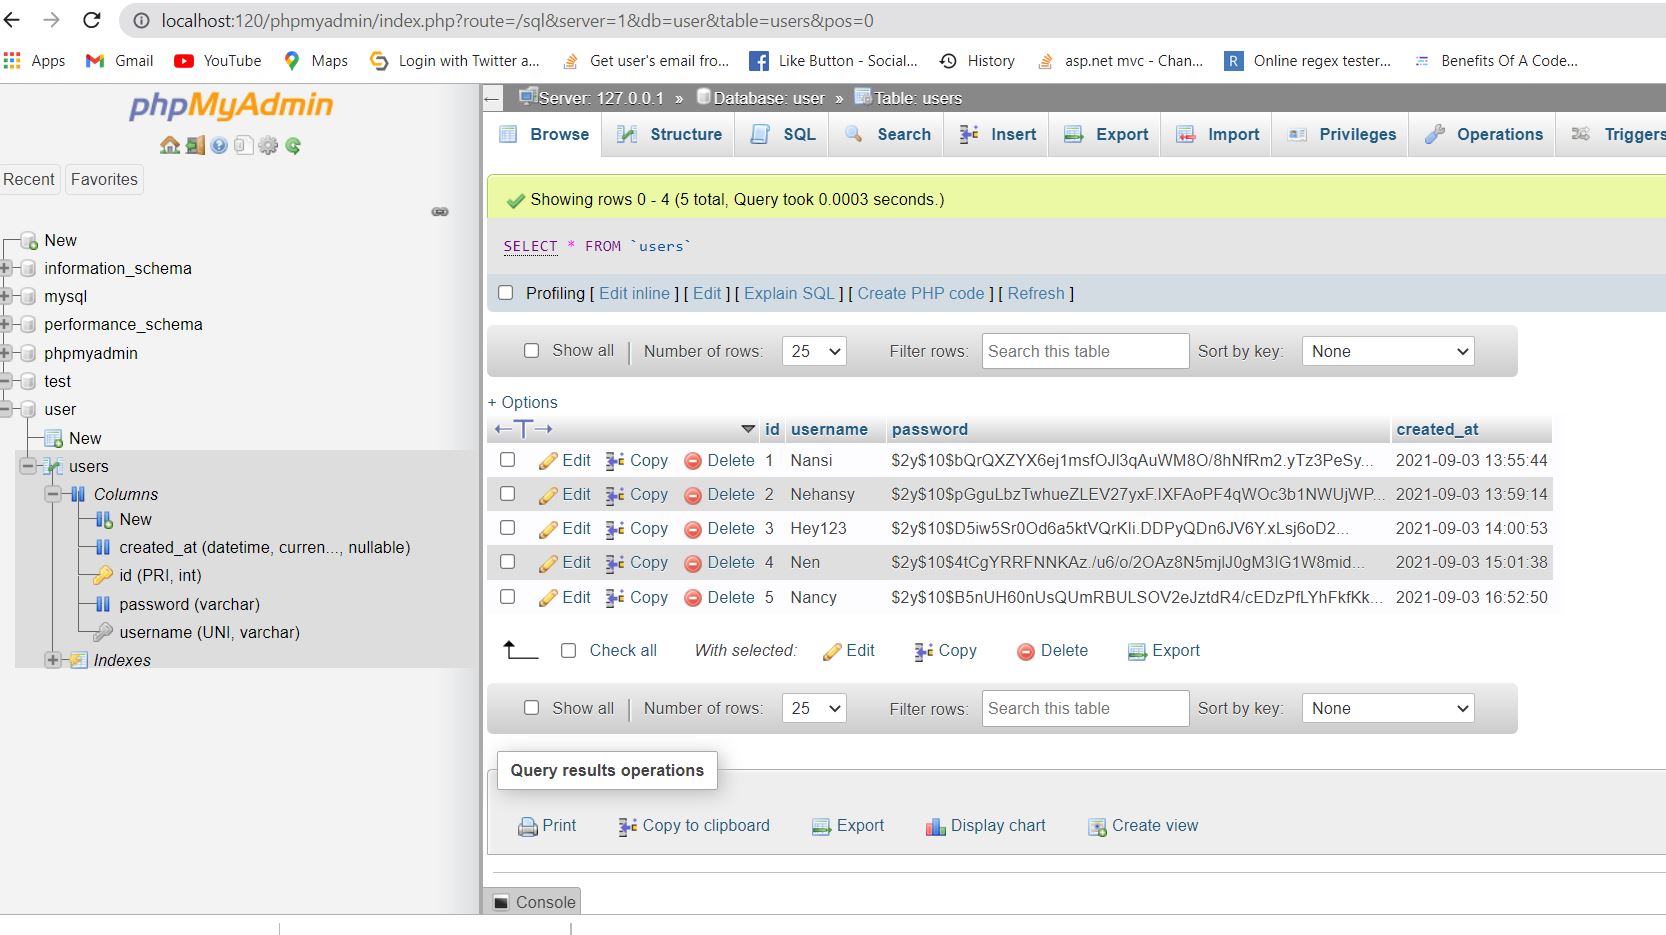 localhost:120/phpmyadmin/index.php?route=/sql&server=1&db=user&table=users&pos=0
Apps Gmail YouTube Maps Login with Twitter a... Get user's email fro... Like Button - Social... History asp.net mvc - Chan... R Online regex tester... Benefits Of A Code...
phpMyAdmin
Recent Favorites
New
information_schema
mysql
performance_schema
phpmyadmin
test
user
New
users
Columns
New
created_at (datetime, curren..., nullable)
id (PRI, int)
password (varchar)
username (UNI, varchar)
Indexes
Server: 127.0.0.1 » Database: user » Table: users
Browse Structure SQL Search Insert Export Import Privileges Operations Triggers
Showing rows 0 - 4 (5 total, Query took 0.0003 seconds.)
SELECT * FROM `users`
Profiling [ Edit inline ] [ Edit ] [ Explain SQL ] [ Create PHP code ] [ Refresh ]
Show all | Number of rows: 25 Filter rows: Search this table Sort by key: None
+ Options
←T→ id username password created_at
Edit Copy Delete 1 Nansi $2y$10$bQrQXZYX6ej1msfOJl3qAuWM8O/8hNfRm2.yTz3PeSy... 2021-09-03 13:55:44
Edit Copy Delete 2 Nehansy $2y$10$pGguLbzTwhueZLEV27yxF.IXFAoPF4qWOc3b1NWUjWP... 2021-09-03 13:59:14
Edit Copy Delete 3 Hey123 $2y$10$D5iw5Sr0Od6a5ktVQrKli.DDPyQDn6JV6Y.xLsj6oD2... 2021-09-03 14:00:53
Edit Copy Delete 4 Nen $2y$10$4tCgYRRFNNKAz./u6/o/2OAz8N5mjlJ0gM3IG1W8mid... 2021-09-03 15:01:38
Edit Copy Delete 5 Nancy $2y$10$B5nUH60nUsQUmRBULSOV2eJztdR4/cEDzPfLYhFkfKk... 2021-09-03 16:52:50
Check all With selected: Edit Copy Delete Export
Show all | Number of rows: 25 Filter rows: Search this table Sort by key: None
Query results operations
Print Copy to clipboard Export Display chart Create view
Console